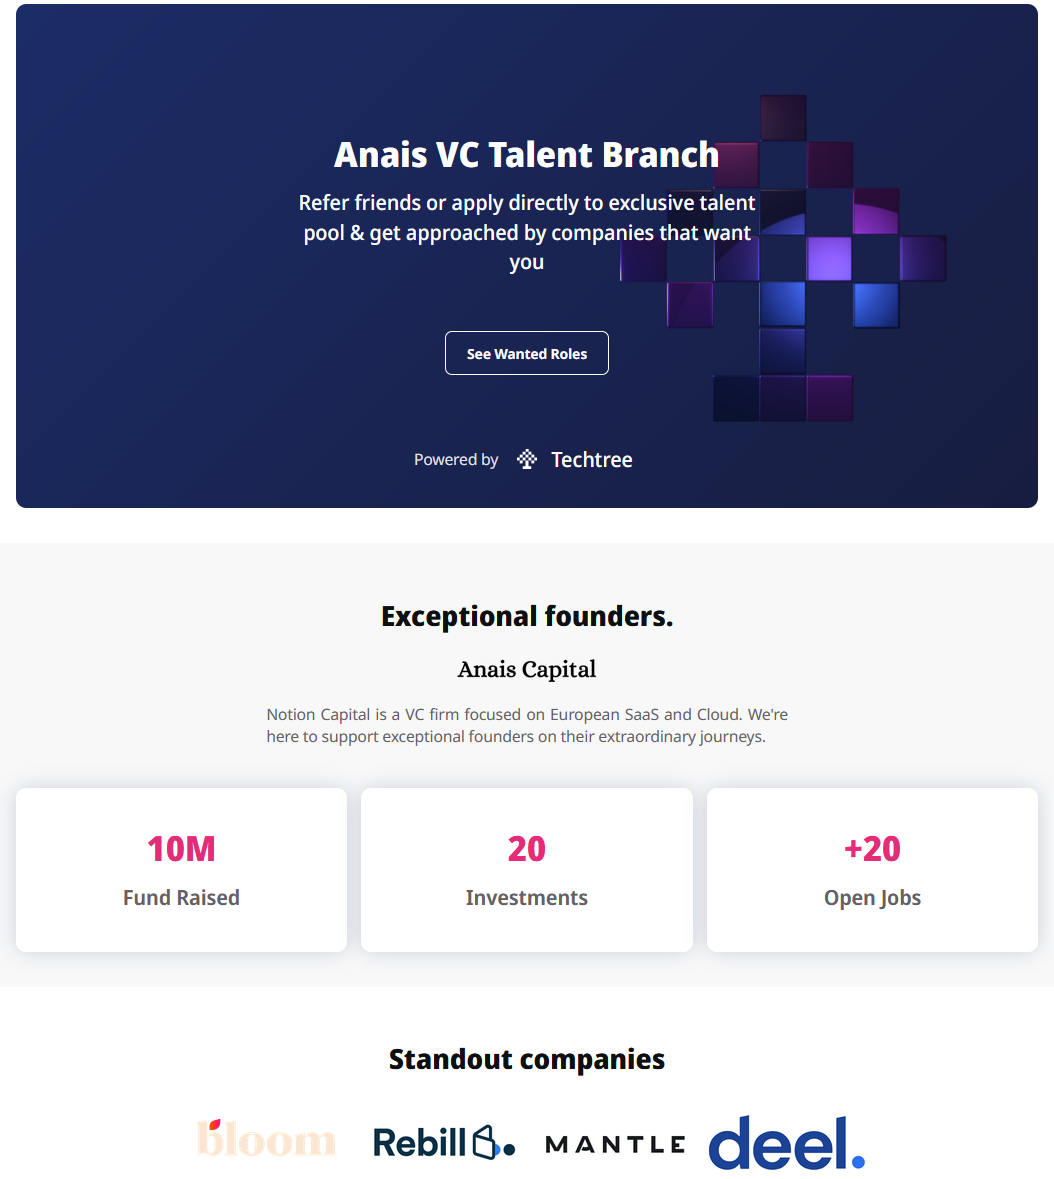 Anais VC Talent Branch
Refer friends or apply directly to exclusive talent
pool & get approached by companies that want
you
See Wanted Roles
Powered by Techtree
Exceptional founders.
Anais Capital
Notion Capital is a VC firm focused on European SaaS and Cloud. We're
here to support exceptional founders on their extraordinary journeys.
10M
Fund Raised
20
Investments
+20
Open Jobs
Standout companies
bloom Rebill MANTLE deel.